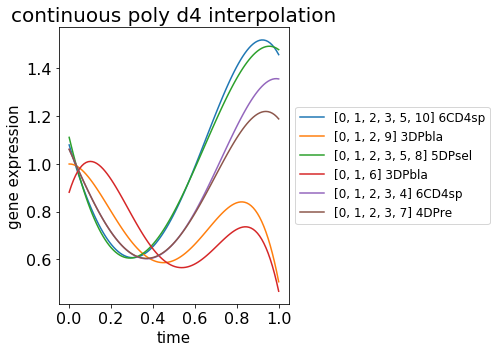 continuous poly d4 interpolation
gene expression
1.4
1.2
1.0
0.8
0.6
0.0 0.2 0.4 0.6 0.8 1.0
time
[0, 1, 2, 3, 5, 10] 6CD4sp
[0, 1, 2, 9] 3DPbla
[0, 1, 2, 3, 5, 8] 5DPsel
[0, 1, 6] 3DPbla
[0, 1, 2, 3, 4] 6CD4sp
[0, 1, 2, 3, 7] 4DPre